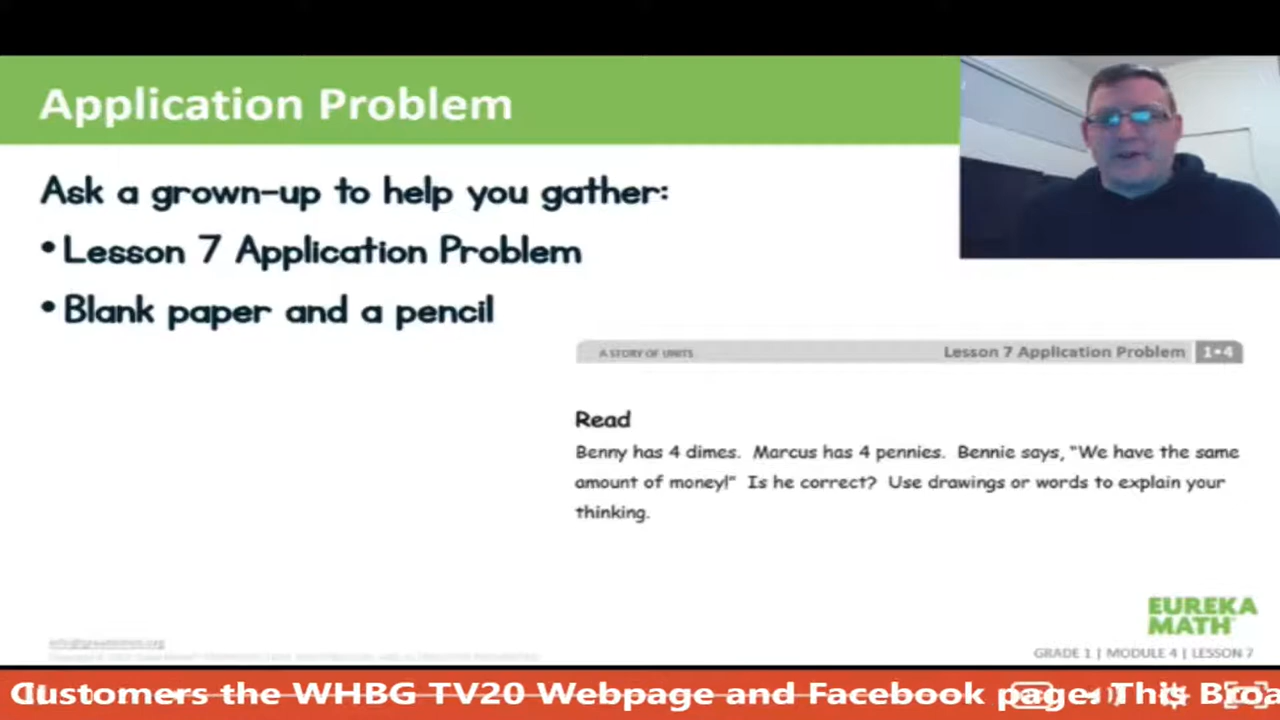 Application Problem
Ask a grown-up to help you gather:
• Lesson 7 Application Problem
• Blank paper and a pencil
A STORY OF UNITS
Lesson 7 Application Problem 1•4
Read
Benny has 4 dimes. Marcus has 4 pennies. Bennie says, “We have the same
amount of money!” Is he correct? Use drawings or words to explain your
thinking.
EUREKA
MATH
GRADE 1 | MODULE 4 | LESSON 7
Customers the WHBG TV20 Webpage and Facebook page. This Broa